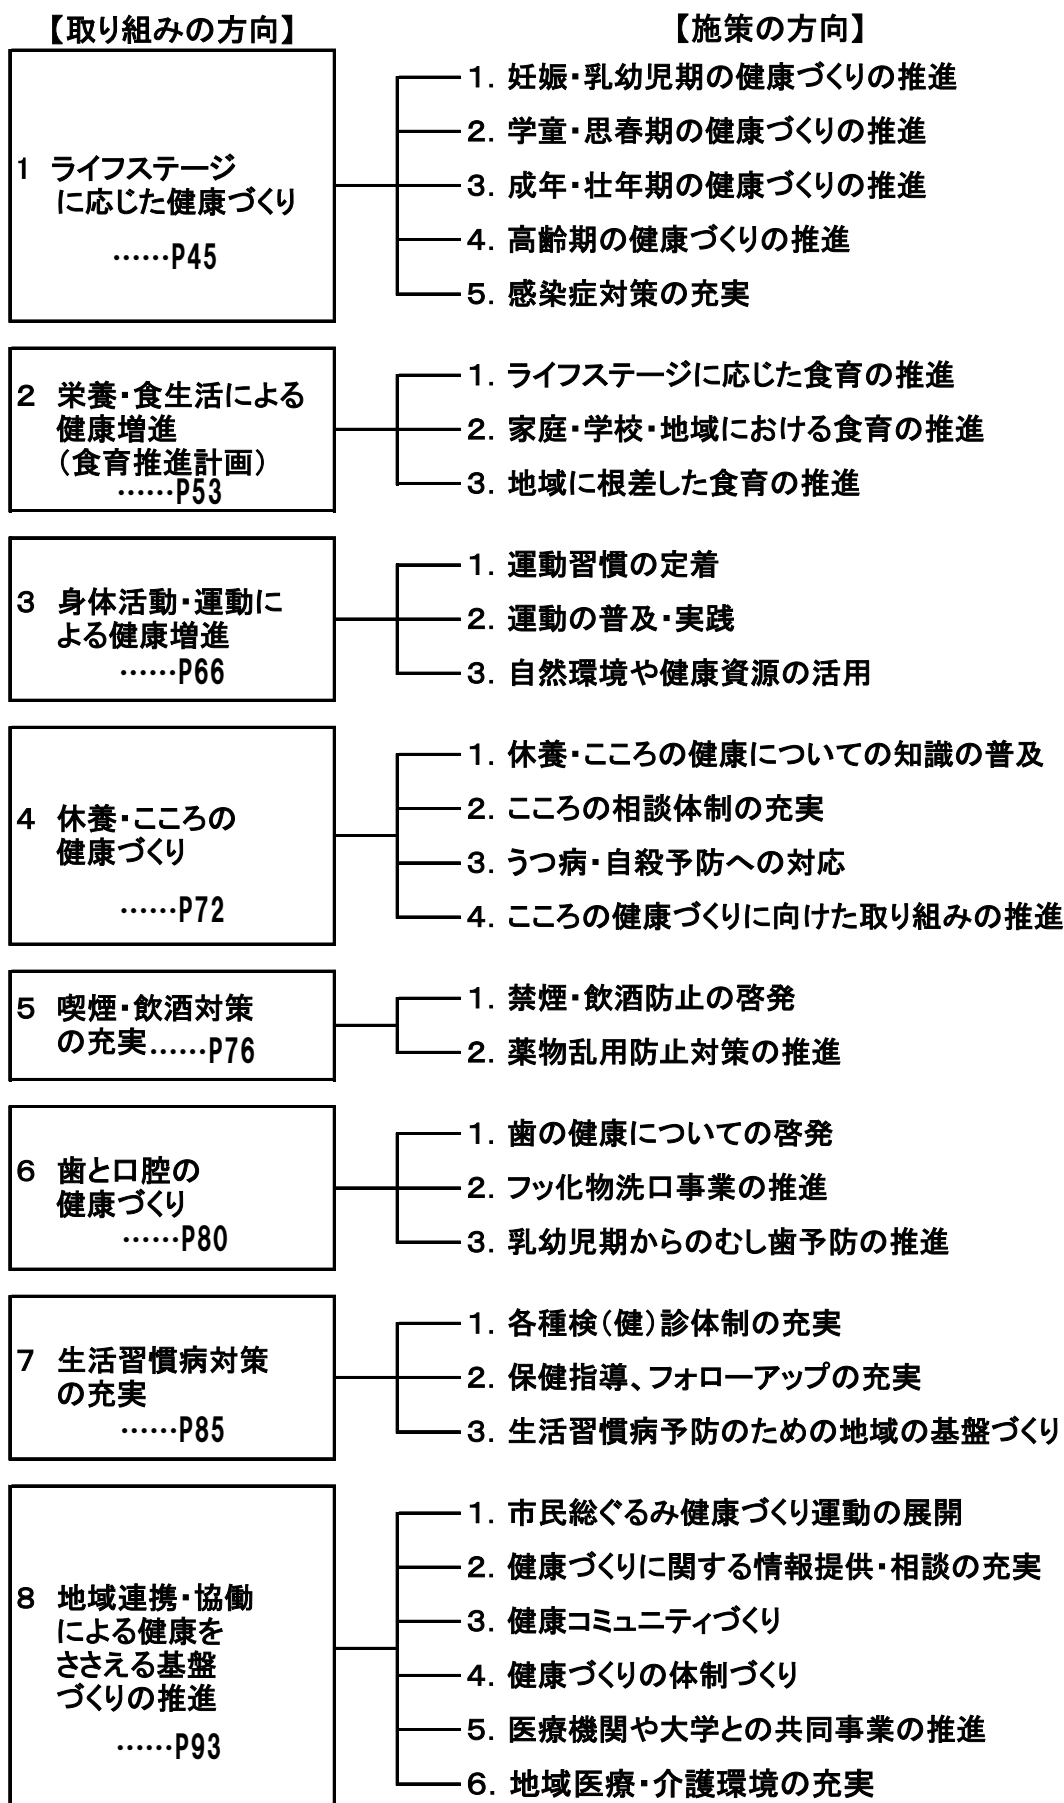 【取り組みの方向】
【施策の方向】
1 ライフステージ
に応じた健康づくり
……P45
1. 妊娠・乳幼児期の健康づくりの推進
2. 学童・思春期の健康づくりの推進
3. 成年・壮年期の健康づくりの推進
4. 高齢期の健康づくりの推進
5. 感染症対策の充実
2 栄養・食生活による
健康増進
(食育推進計画)
……P53
1. ライフステージに応じた食育の推進
2. 家庭・学校・地域における食育の推進
3. 地域に根差した食育の推進
3 身体活動・運動に
よる健康増進
……P66
1. 運動習慣の定着
2. 運動の普及・実践
3. 自然環境や健康資源の活用
4 休養・こころの
健康づくり
……P72
1. 休養・こころの健康についての知識の普及
2. こころの相談体制の充実
3. うつ病・自殺予防への対応
4. こころの健康づくりに向けた取り組みの推進
5 喫煙・飲酒対策
の充実……P76
1. 禁煙・飲酒防止の啓発
2. 薬物乱用防止対策の推進
6 歯と口腔の
健康づくり
……P80
1. 歯の健康についての啓発
2. フッ化物洗口事業の推進
3. 乳幼児期からのむし歯予防の推進
7 生活習慣病対策
の充実
……P85
1. 各種検(健)診体制の充実
2. 保健指導、フォローアップの充実
3. 生活習慣病予防のための地域の基盤づくり
8 地域連携・協働
による健康を
ささえる基盤
づくりの推進
……P93
1. 市民総ぐるみ健康づくり運動の展開
2. 健康づくりに関する情報提供・相談の充実
3. 健康コミュニティづくり
4. 健康づくりの体制づくり
5. 医療機関や大学との共同事業の推進
6. 地域医療・介護環境の充実